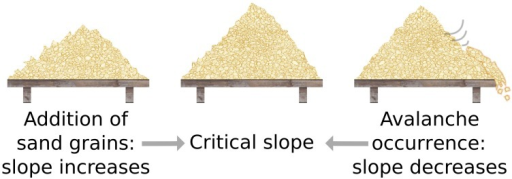 Addition of
sand grains:
slope increases
Critical slope
Avalanche
occurrence:
slope decreases